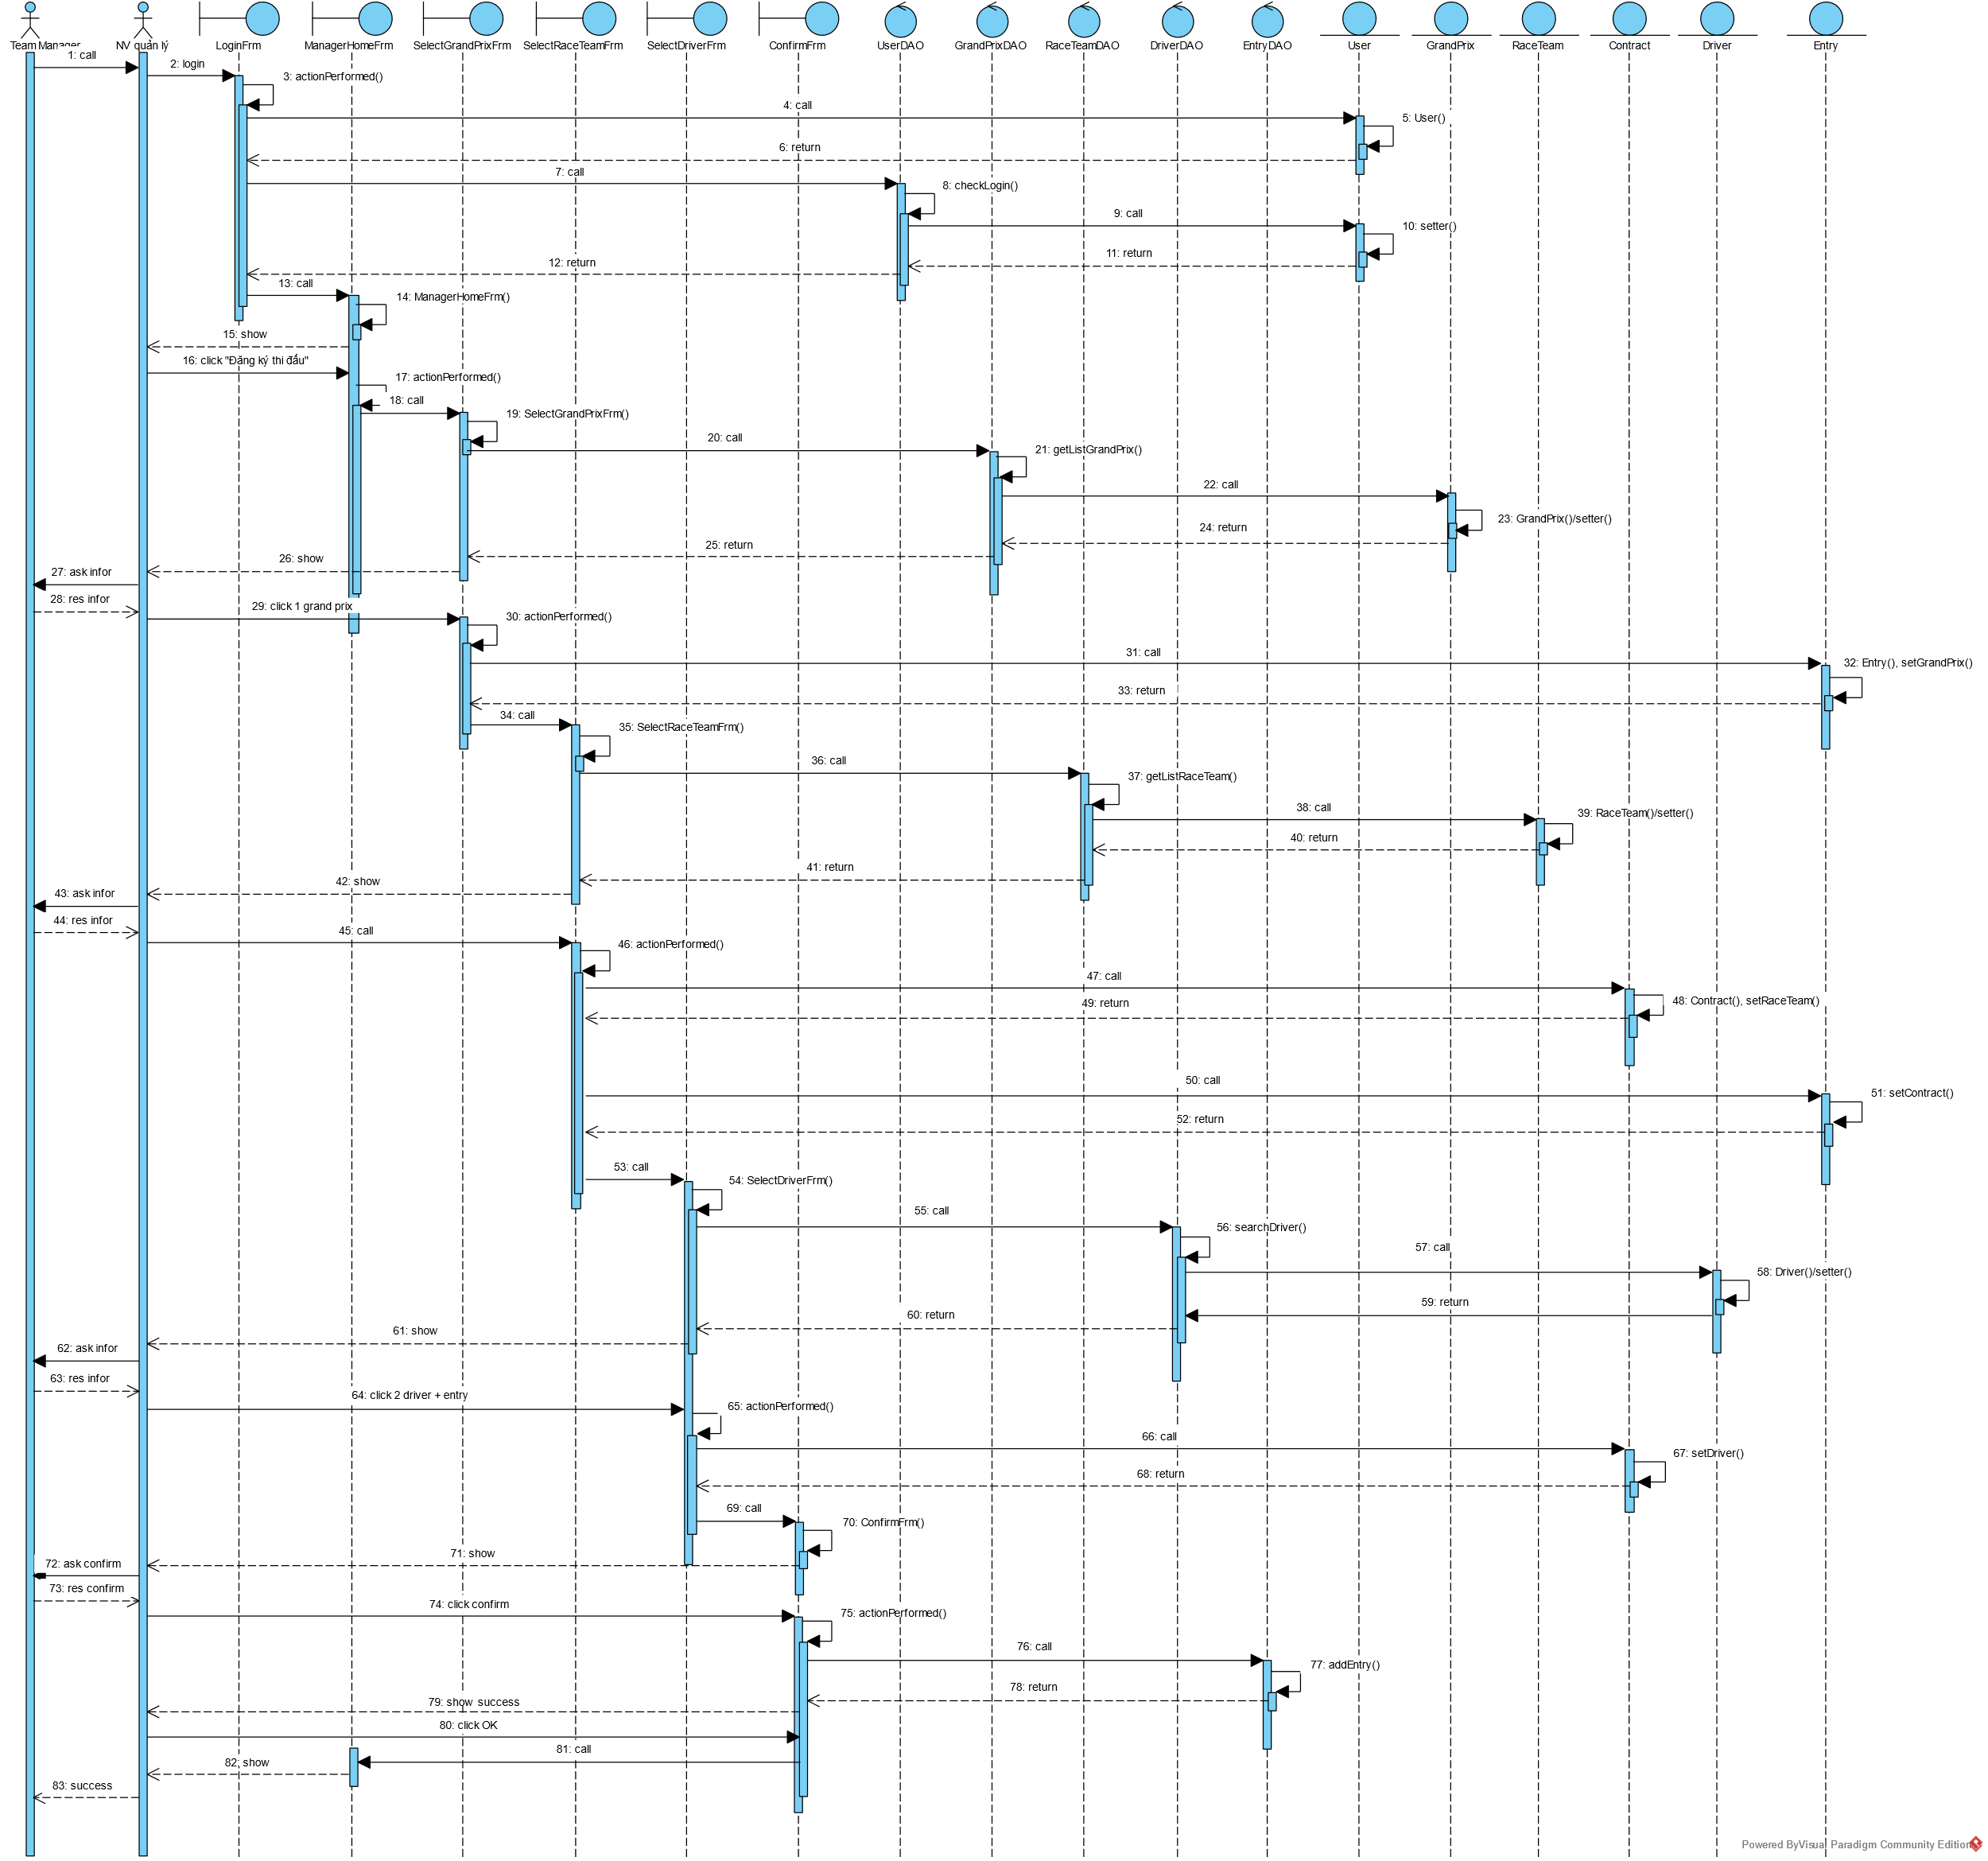 Team Manager
NV quản lý
LoginFrm
ManagerHomeFrm
SelectGrandPrixFrm
SelectRaceTeamFrm
SelectDriverFrm
ConfirmFrm
UserDAO
GrandPrixDAO
RaceTeamDAO
DriverDAO
EntryDAO
User
GrandPrix
RaceTeam
Contract
Driver
Entry
1: call
2: login
3: actionPerformed()
4: call
5: User()
6: return
7: call
8: checkLogin()
9: call
10: setter()
11: return
12: return
13: call
14: ManagerHomeFrm()
15: show
16: click "Đăng ký thi đấu"
17: actionPerformed()
18: call
19: SelectGrandPrixFrm()
20: call
21: getListGrandPrix()
22: call
23: GrandPrix()/setter()
24: return
25: return
26: show
27: ask infor
28: res infor
29: click 1 grand prix
30: actionPerformed()
31: call
32: Entry(), setGrandPrix()
33: return
34: call
35: SelectRaceTeamFrm()
36: call
37: getListRaceTeam()
38: call
39: RaceTeam()/setter()
40: return
41: return
42: show
43: ask infor
44: res infor
45: call
46: actionPerformed()
47: call
48: Contract(), setRaceTeam()
49: return
50: call
51: setContract()
52: return
53: call
54: SelectDriverFrm()
55: call
56: searchDriver()
57: call
58: Driver()/setter()
59: return
60: return
61: show
62: ask infor
63: res infor
64: click 2 driver + entry
65: actionPerformed()
66: call
67: setDriver()
68: return
69: call
70: ConfirmFrm()
71: show
72: ask confirm
73: res confirm
74: click confirm
75: actionPerformed()
76: call
77: addEntry()
78: return
79: show success
80: click OK
81: call
82: show
83: success
Powered By Visual Paradigm Community Edition